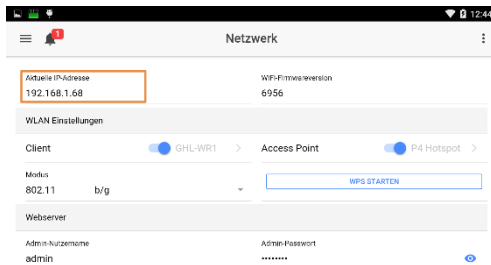 12:44
1
Netzwerk
Aktuelle IP-Adresse
192.168.1.68
WiFi-Firmwareversion
6956
WLAN Einstellungen
Client
GHL-WR1
Access Point
P4 Hotspot
Modus
802.11 b/g
WPS STARTEN
Webserver
Admin-Nutzername
admin
Admin-Passwort
••••••••